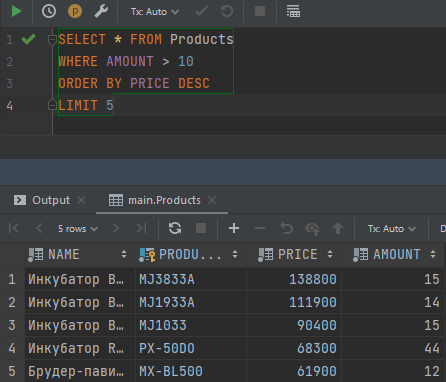 Tx: Auto
1 SELECT * FROM Products
2 WHERE AMOUNT > 10
3 ORDER BY PRICE DESC
4 LIMIT 5
Output main.Products
5 rows Tx: Auto D
NAME PRODU... PRICE AMOUNT
1 Инкубатор B… MJ3833A 138800 15
2 Инкубатор B… MJ1933A 111900 14
3 Инкубатор B… MJ1033 90400 15
4 Инкубатор R… PX-50DO 68300 44
5 Брудер-пави… MX-BL500 61900 12